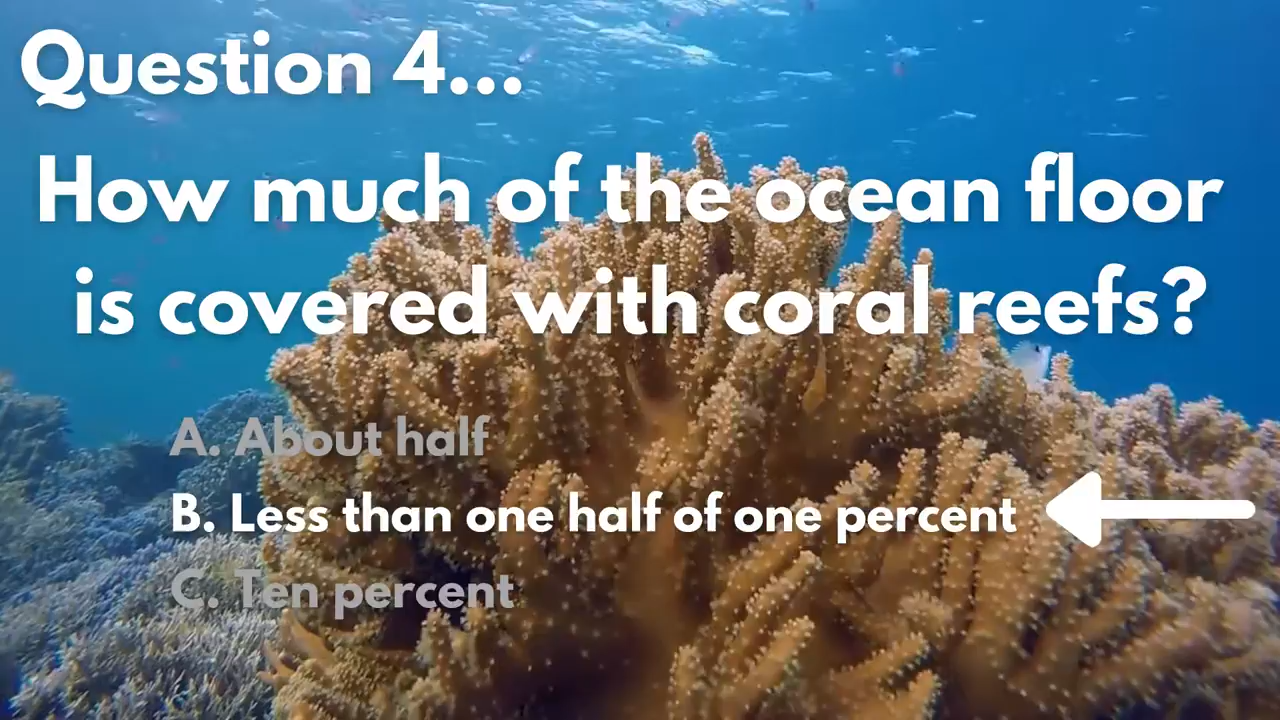 Question 4...
How much of the ocean floor
is covered with coral reefs?
A. About half
B. Less than one half of one percent
C. Ten percent